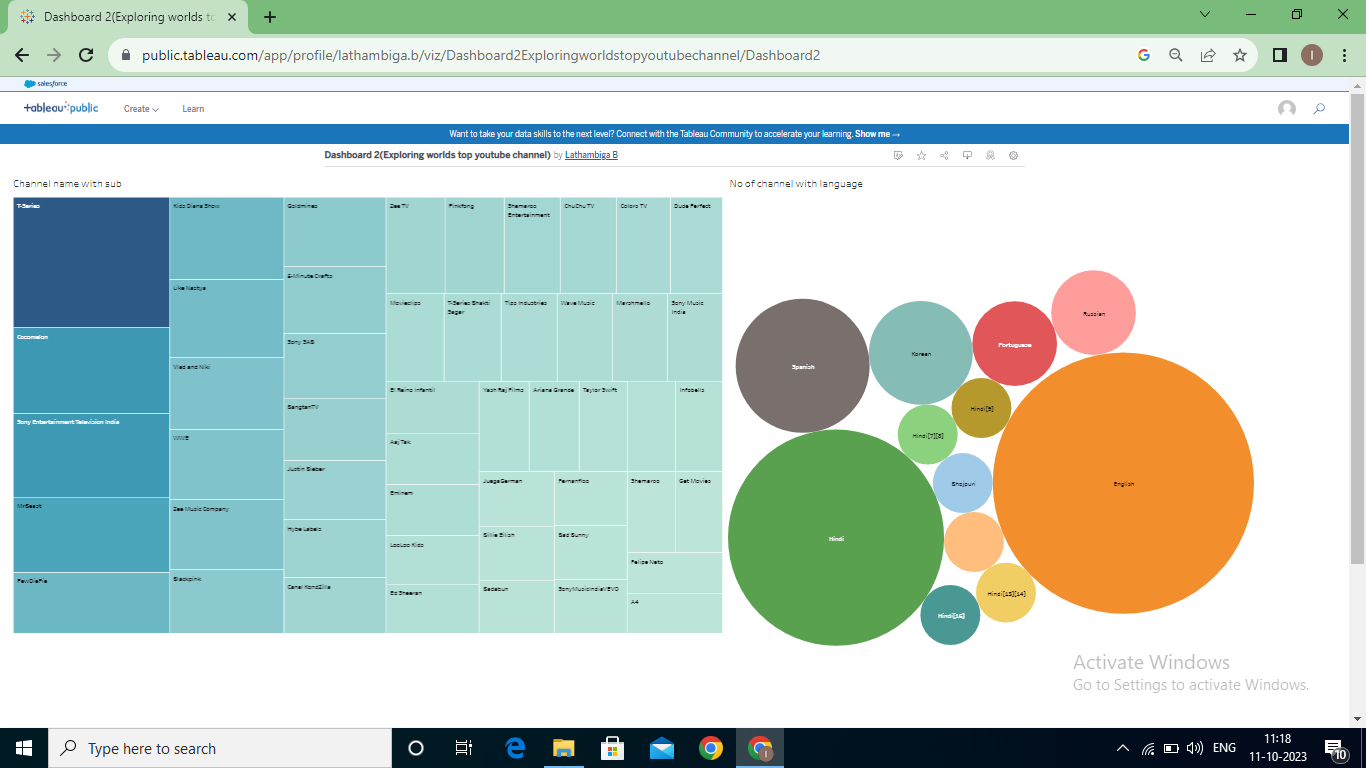 Dashboard 2(Exploring worlds to
public.tableau.com/app/profile/lathambiga.b/viz/Dashboard2Exploringworldstopyoutubechannel/Dashboard2
G
I
salesforce
tableau public
Create
Learn
Want to take your data skills to the next level? Connect with the Tableau Community to accelerate your learning. Show me →
Dashboard 2(Exploring worlds top youtube channel) by Lathambiga B
Channel name with sub
T-Series
Cocomelon
Sony Entertainment Television India
MrBeast
PewDiePie
Kids Diana Show
Like Nastya
Vlad and Niki
WWE
Zee Music Company
Blackpink
Goldmines
5-Minute Crafts
Sony SAB
BangtanTV
Justin Bieber
Hybe Labels
Canal KondZilla
Zee TV
Pinkfong
Shemaroo
Entertainment
ChuChu TV
Colors TV
Dude Perfect
Movieclips
T-Series Bhakti
Sagar
Tips Industries
Wave Music
Marshmello
Sony Music
India
El Reino Infantil
Aaj Tak
Eminem
LooLoo Kids
Ed Sheeran
Yash Raj Films
Ariana Grande
Taylor Swift
Infobells
JuegaGerman
Billie Eilish
Badabun
Fernanfloo
Bad Bunny
SonyMusicIndiaVEVO
Shemaroo
Get Movies
Felipe Neto
A4
No of channel with language
Spanish
Korean
Portuguese
Russian
Hindi[5]
Hindi[7][8]
Bhojpuri
English
Hindi
Hindi[13][14]
Hindi[16]
Activate Windows
Go to Settings to activate Windows.
Type here to search
I
ENG
11:18
11-10-2023
10